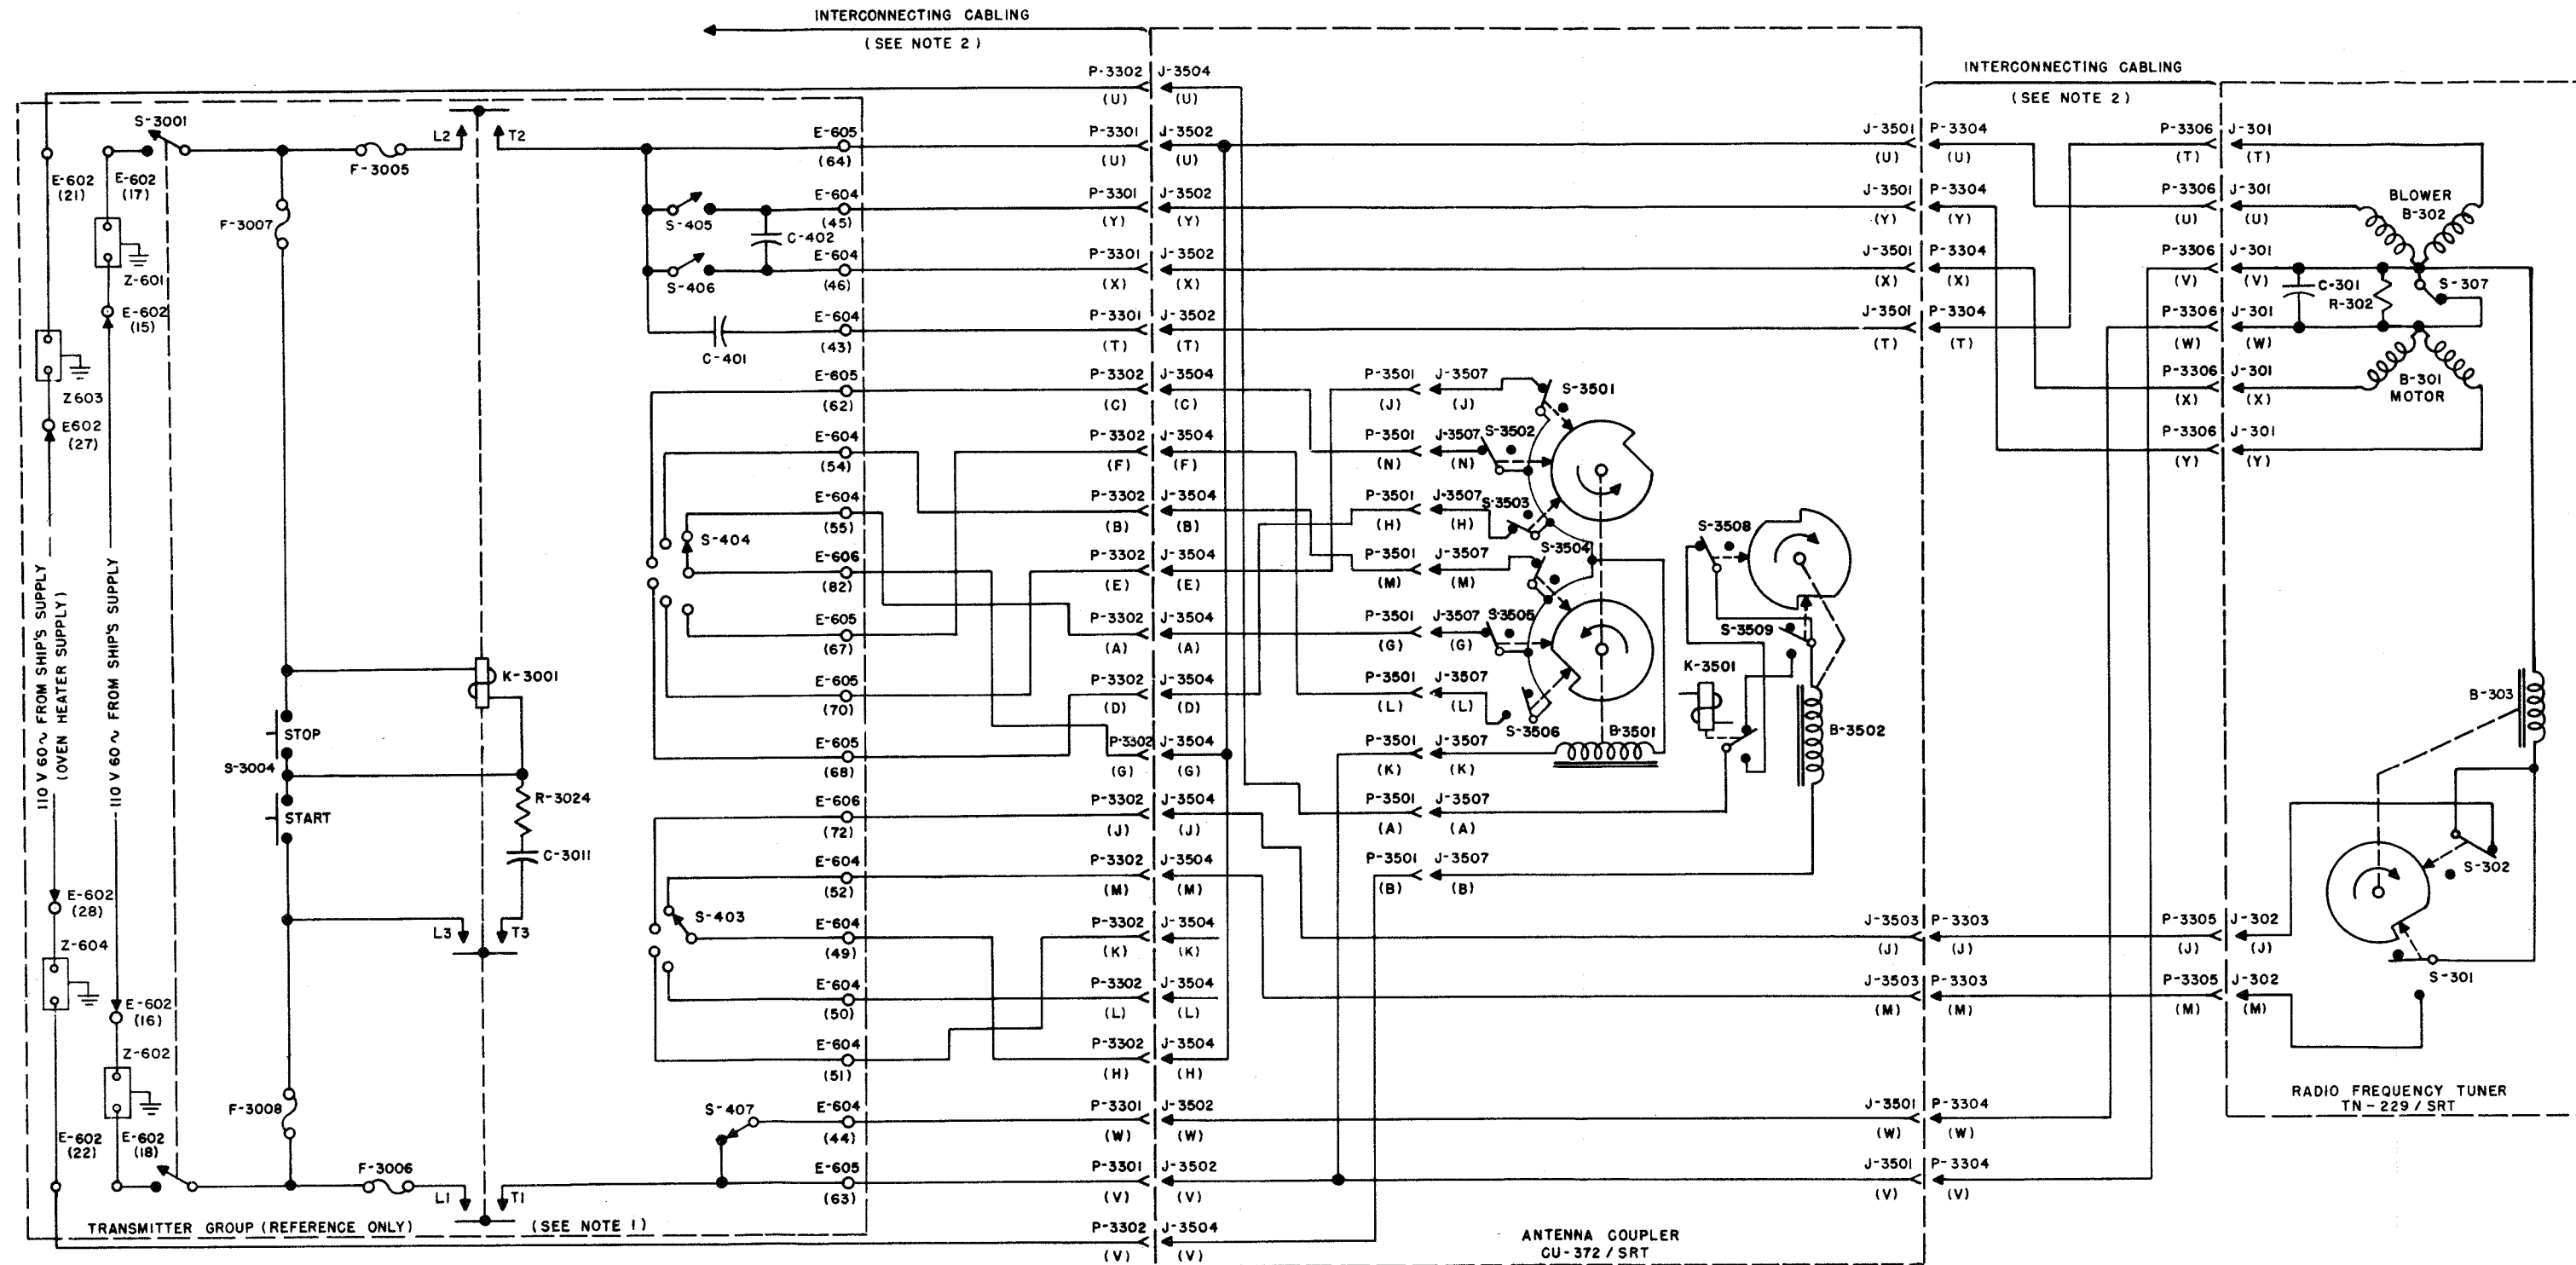 INTERCONNECTING CABLING
(SEE NOTE 2)
INTERCONNECTING CABLING
(SEE NOTE 2)
P-3302 J-3504
(U) (U)
S-3001
L2 T2
E-605
(64)
P-3301 J-3502
(U) (U)
J-3501 P-3304
(U) (U)
P-3306 J-301
(T) (T)
F-3005
E-602
(21)
E-602
(17)
E-604
(45)
P-3301 J-3502
(Y) (Y)
J-3501 P-3304
(Y) (Y)
P-3306 J-301
(U) (U)
BLOWER
B-302
F-3007
S-405
C-402
Z-601
E-604
(46)
P-3301 J-3502
(X) (X)
J-3501 P-3304
(X) (X)
P-3306 J-301
(V) (V)
C-301
R-302
S-307
S-406
E-602
(15)
E-604
(43)
P-3301 J-3502
(T) (T)
J-3501 P-3304
(T) (T)
P-3306 J-301
(W) (W)
C-401
Z603
E602
(27)
E-605
(62)
P-3302 J-3504
(C) (C)
P-3501 J-3507
(J) (J)
S-3501
P-3306 J-301
(X) (X)
B-301
MOTOR
E-604
(54)
P-3302 J-3504
(F) (F)
P-3501 J-3507
(N) (N)
S-3502
P-3306 J-301
(Y) (Y)
E-604
(55)
P-3302 J-3504
(B) (B)
P-3501 J-3507
(H) (H)
S-3503
S-404
S-3508
E-606
(82)
P-3302 J-3504
(E) (E)
P-3501 J-3507
(M) (M)
S-3504
E-605
(67)
P-3302 J-3504
(A) (A)
P-3501 J-3507
(G) (G)
S-3505
S-3509
110 V 60~ FROM SHIP'S SUPPLY
(OVEN HEATER SUPPLY)
110 V 60~ FROM SHIP'S SUPPLY
K-3001
E-605
(70)
P-3302 J-3504
(D) (D)
P-3501 J-3507
(L) (L)
K-3501
B-303
STOP
S-3004
START
E-605
(68)
P-3302 J-3504
(G) (G)
P-3501 J-3507
(K) (K)
S-3506
B-3501
B-3502
R-3024
C-3011
E-606
(72)
P-3302 J-3504
(J) (J)
P-3501 J-3507
(A) (A)
E-604
(52)
P-3302 J-3504
(M) (M)
P-3501 J-3507
(B) (B)
S-302
E-602
(28)
S-403
L3 T3
E-604
(49)
P-3302 J-3504
(K) (K)
J-3503 P-3303
(J) (J)
P-3305 J-302
(J) (J)
Z-604
S-301
E-604
(50)
P-3302 J-3504
(L) (L)
J-3503 P-3303
(M) (M)
P-3305 J-302
(M) (M)
E-602
(16)
Z-602
E-604
(51)
P-3302 J-3504
(H) (H)
F-3008
S-407
E-604
(44)
P-3301 J-3502
(W) (W)
J-3501 P-3304
(W) (W)
RADIO FREQUENCY TUNER
TN-229/SRT
E-602
(22)
E-602
(18)
F-3006
L1 T1
E-605
(63)
P-3301 J-3502
(V) (V)
J-3501 P-3304
(V) (V)
TRANSMITTER GROUP (REFERENCE ONLY)
(SEE NOTE 1)
P-3302 J-3504
(V) (V)
ANTENNA COUPLER
CU-372/SRT